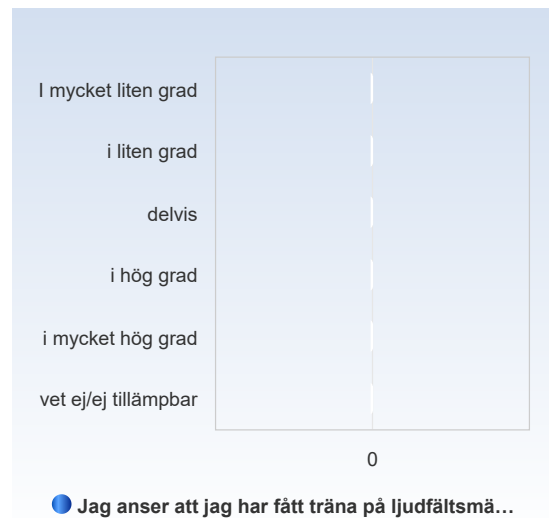 I mycket liten grad
i liten grad
delvis
i hög grad
i mycket hög grad
vet ej/ej tillämpbar
0
Jag anser att jag har fått träna på ljudfältsmä…